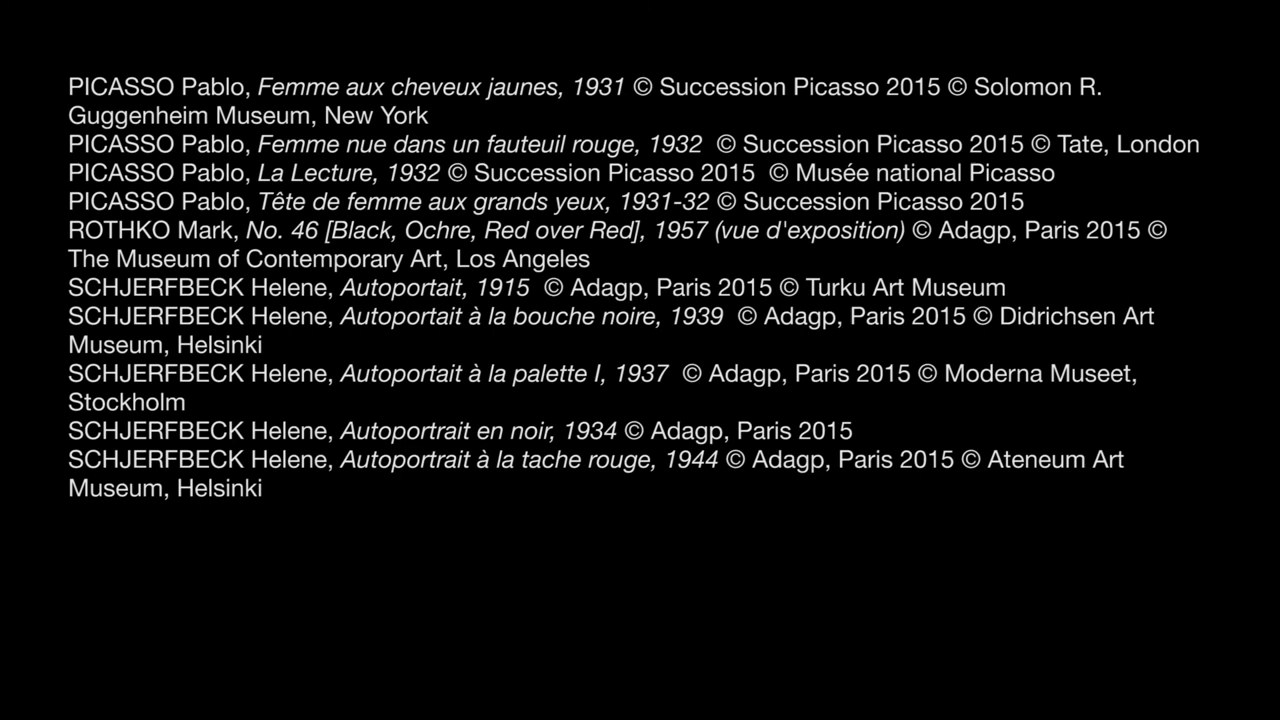 PICASSO Pablo, Femme aux cheveux jaunes, 1931 © Succession Picasso 2015 © Solomon R.
Guggenheim Museum, New York
PICASSO Pablo, Femme nue dans un fauteuil rouge, 1932  © Succession Picasso 2015 © Tate, London
PICASSO Pablo, La Lecture, 1932 © Succession Picasso 2015  © Musée national Picasso
PICASSO Pablo, Tête de femme aux grands yeux, 1931-32 © Succession Picasso 2015
ROTHKO Mark, No. 46 [Black, Ochre, Red over Red], 1957 (vue d'exposition) © Adagp, Paris 2015 ©
The Museum of Contemporary Art, Los Angeles
SCHJERFBECK Helene, Autoportait, 1915  © Adagp, Paris 2015 © Turku Art Museum
SCHJERFBECK Helene, Autoportait à la bouche noire, 1939  © Adagp, Paris 2015 © Didrichsen Art
Museum, Helsinki
SCHJERFBECK Helene, Autoportait à la palette I, 1937  © Adagp, Paris 2015 © Moderna Museet,
Stockholm
SCHJERFBECK Helene, Autoportrait en noir, 1934 © Adagp, Paris 2015
SCHJERFBECK Helene, Autoportrait à la tache rouge, 1944 © Adagp, Paris 2015 © Ateneum Art
Museum, Helsinki